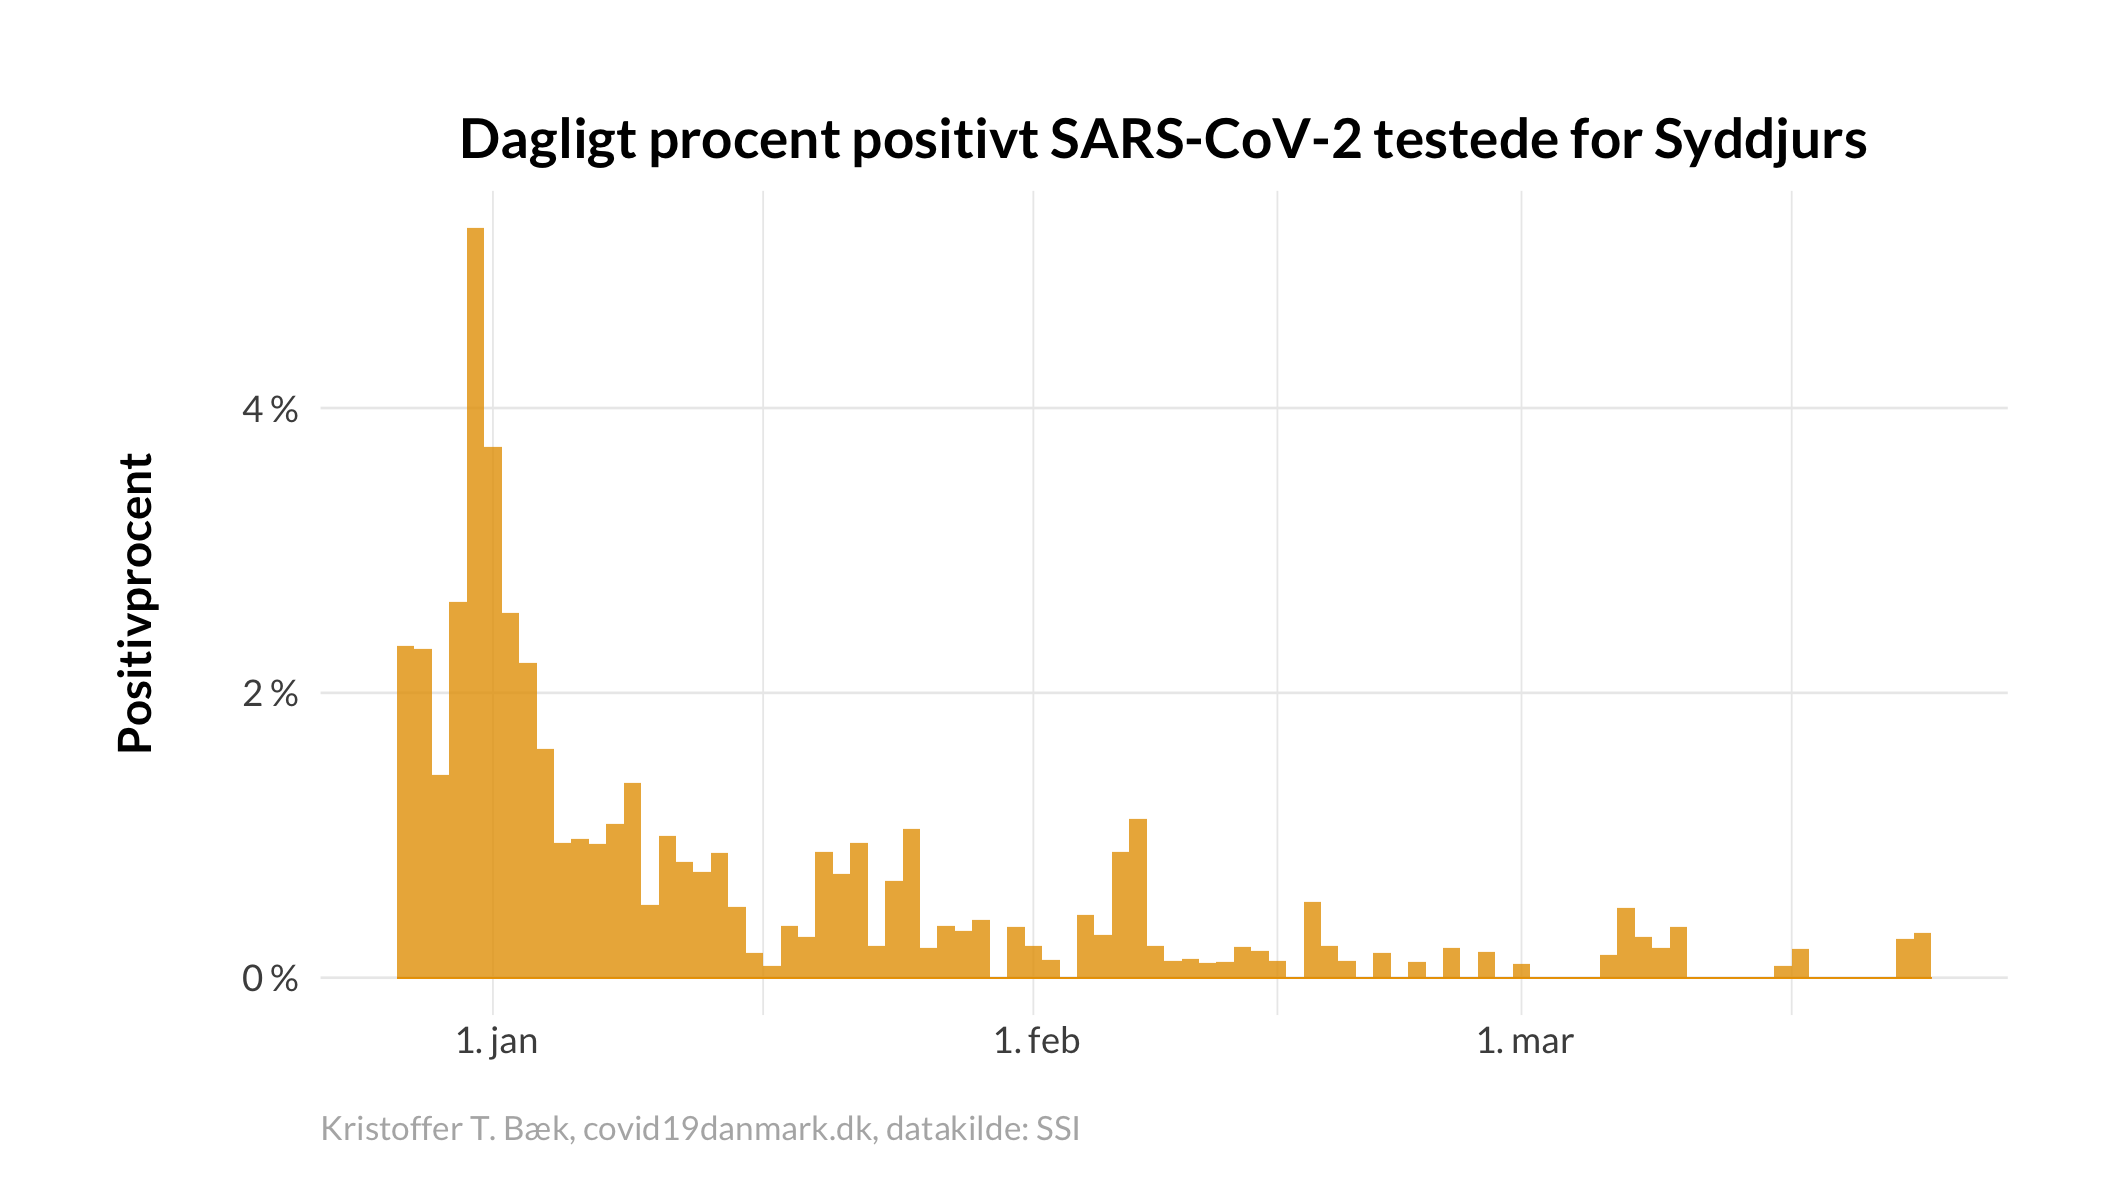 Dagligt procent positivt SARS-CoV-2 testede for Syddjurs
Positivprocent
4 %
2 %
0 %
1. jan
1. feb
1. mar
Kristoffer T. Bæk, covid19danmark.dk, datakilde: SSI